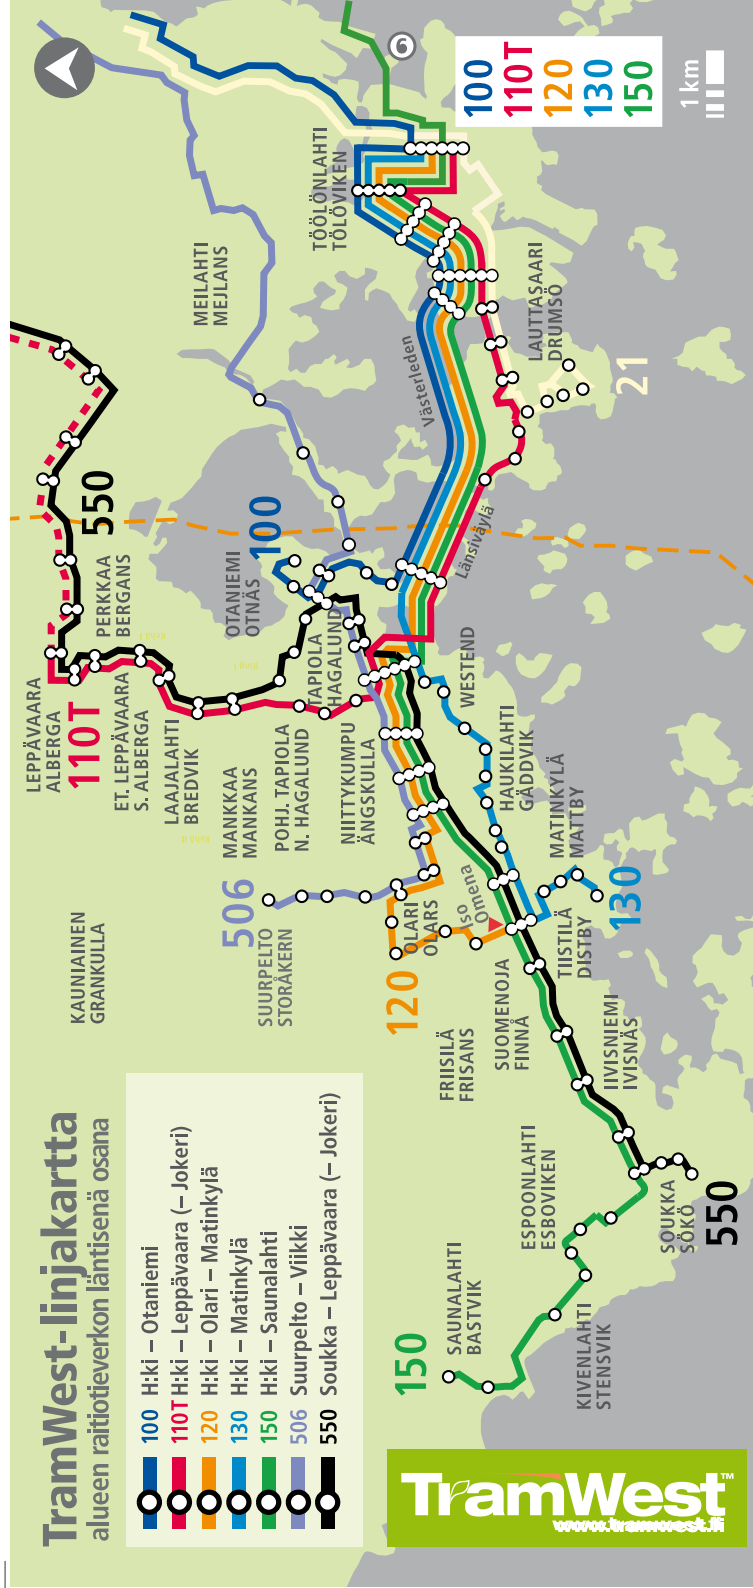 TramWest-linjakartta
alueen raitiotieverkon läntisenä osana
100 H:ki – Otaniemi
110T H:ki – Leppävaara (– Jokeri)
120 H:ki – Olari – Matinkylä
130 H:ki – Matinkylä
150 H:ki – Saunalahti
506 Suurpelto – Viikki
550 Soukka – Leppävaara (– Jokeri)
TramWest™
www.tramwest.fi
KAUNIAINEN
GRANKULLA
LEPPÄVAARA
ALBERGA
110T
ET. LEPPÄVAARA
S. ALBERGA
PERKKAA
BERGANS
550
LAAJALAHTI
BREDVIK
MANKKAA
MANKANS
POHJ. TAPIOLA
N. HAGALUND
NIITTYKUMPU
ÄNGSKULLA
TAPIOLA
HAGALUND
OTANIEMI
OTNÄS
100
MEILAHTI
MEJLANS
TÖÖLÖNLAHTI
TÖLÖVIKEN
506
SUURPELTO
STORÅKERN
120
OLARI
OLARS
Iso
Omena
FRIISILÄ
FRISANS
SUOMENOJA
FINNÅ
TIISTILÄ
DISTBY
130
MATINKYLÄ
MATTBY
HAUKILAHTI
GÄDDVIK
WESTEND
Länsiväylä
Västerleden
LAUTTASAARI
DRUMSÖ
21
IIVISNIEMI
IVISNÄS
ESPOONLAHTI
ESBOVIKEN
SOUKKA
SÖKÖ
550
SAUNALAHTI
BASTVIK
150
KIVENLAHTI
STENSVIK
6
100
110T
120
130
150
1 km